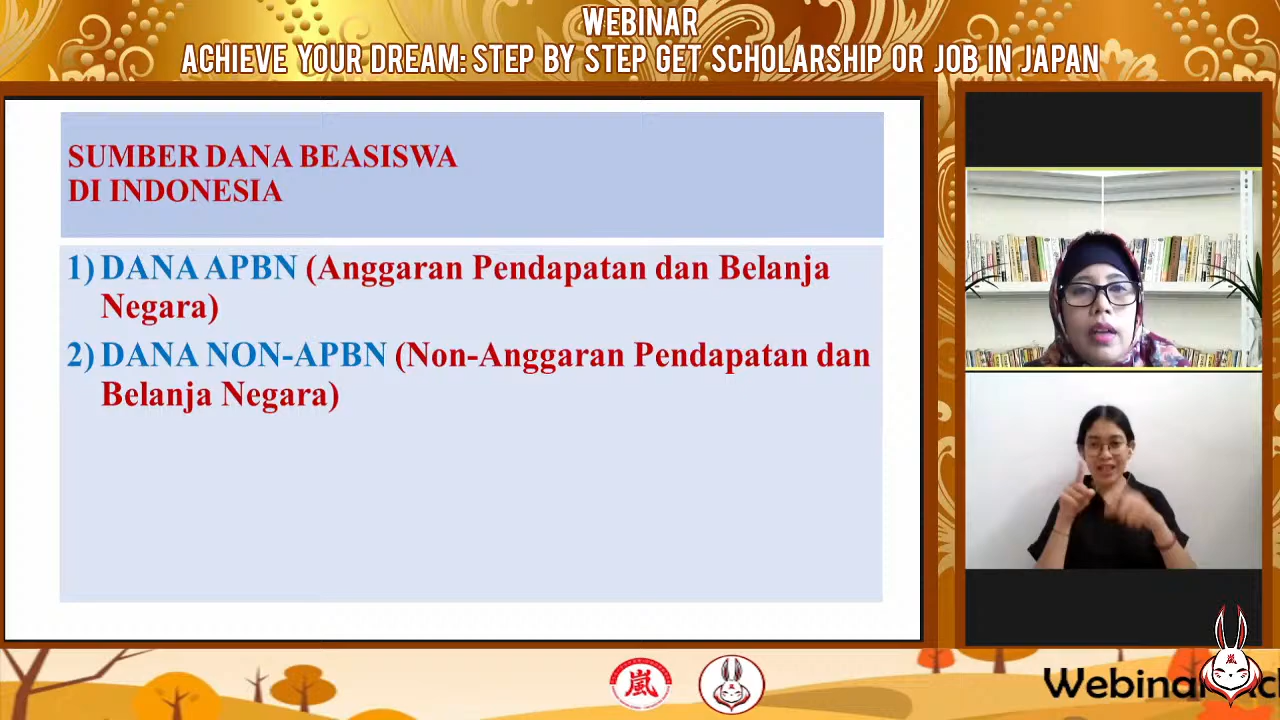 WEBINAR
ACHIEVE YOUR DREAM: STEP BY STEP GET SCHOLARSHIP OR JOB IN JAPAN
SUMBER DANA BEASISWA
DI INDONESIA
1) DANA APBN (Anggaran Pendapatan dan Belanja
Negara)
2) DANA NON-APBN (Non-Anggaran Pendapatan dan
Belanja Negara)
嵐
Webinar